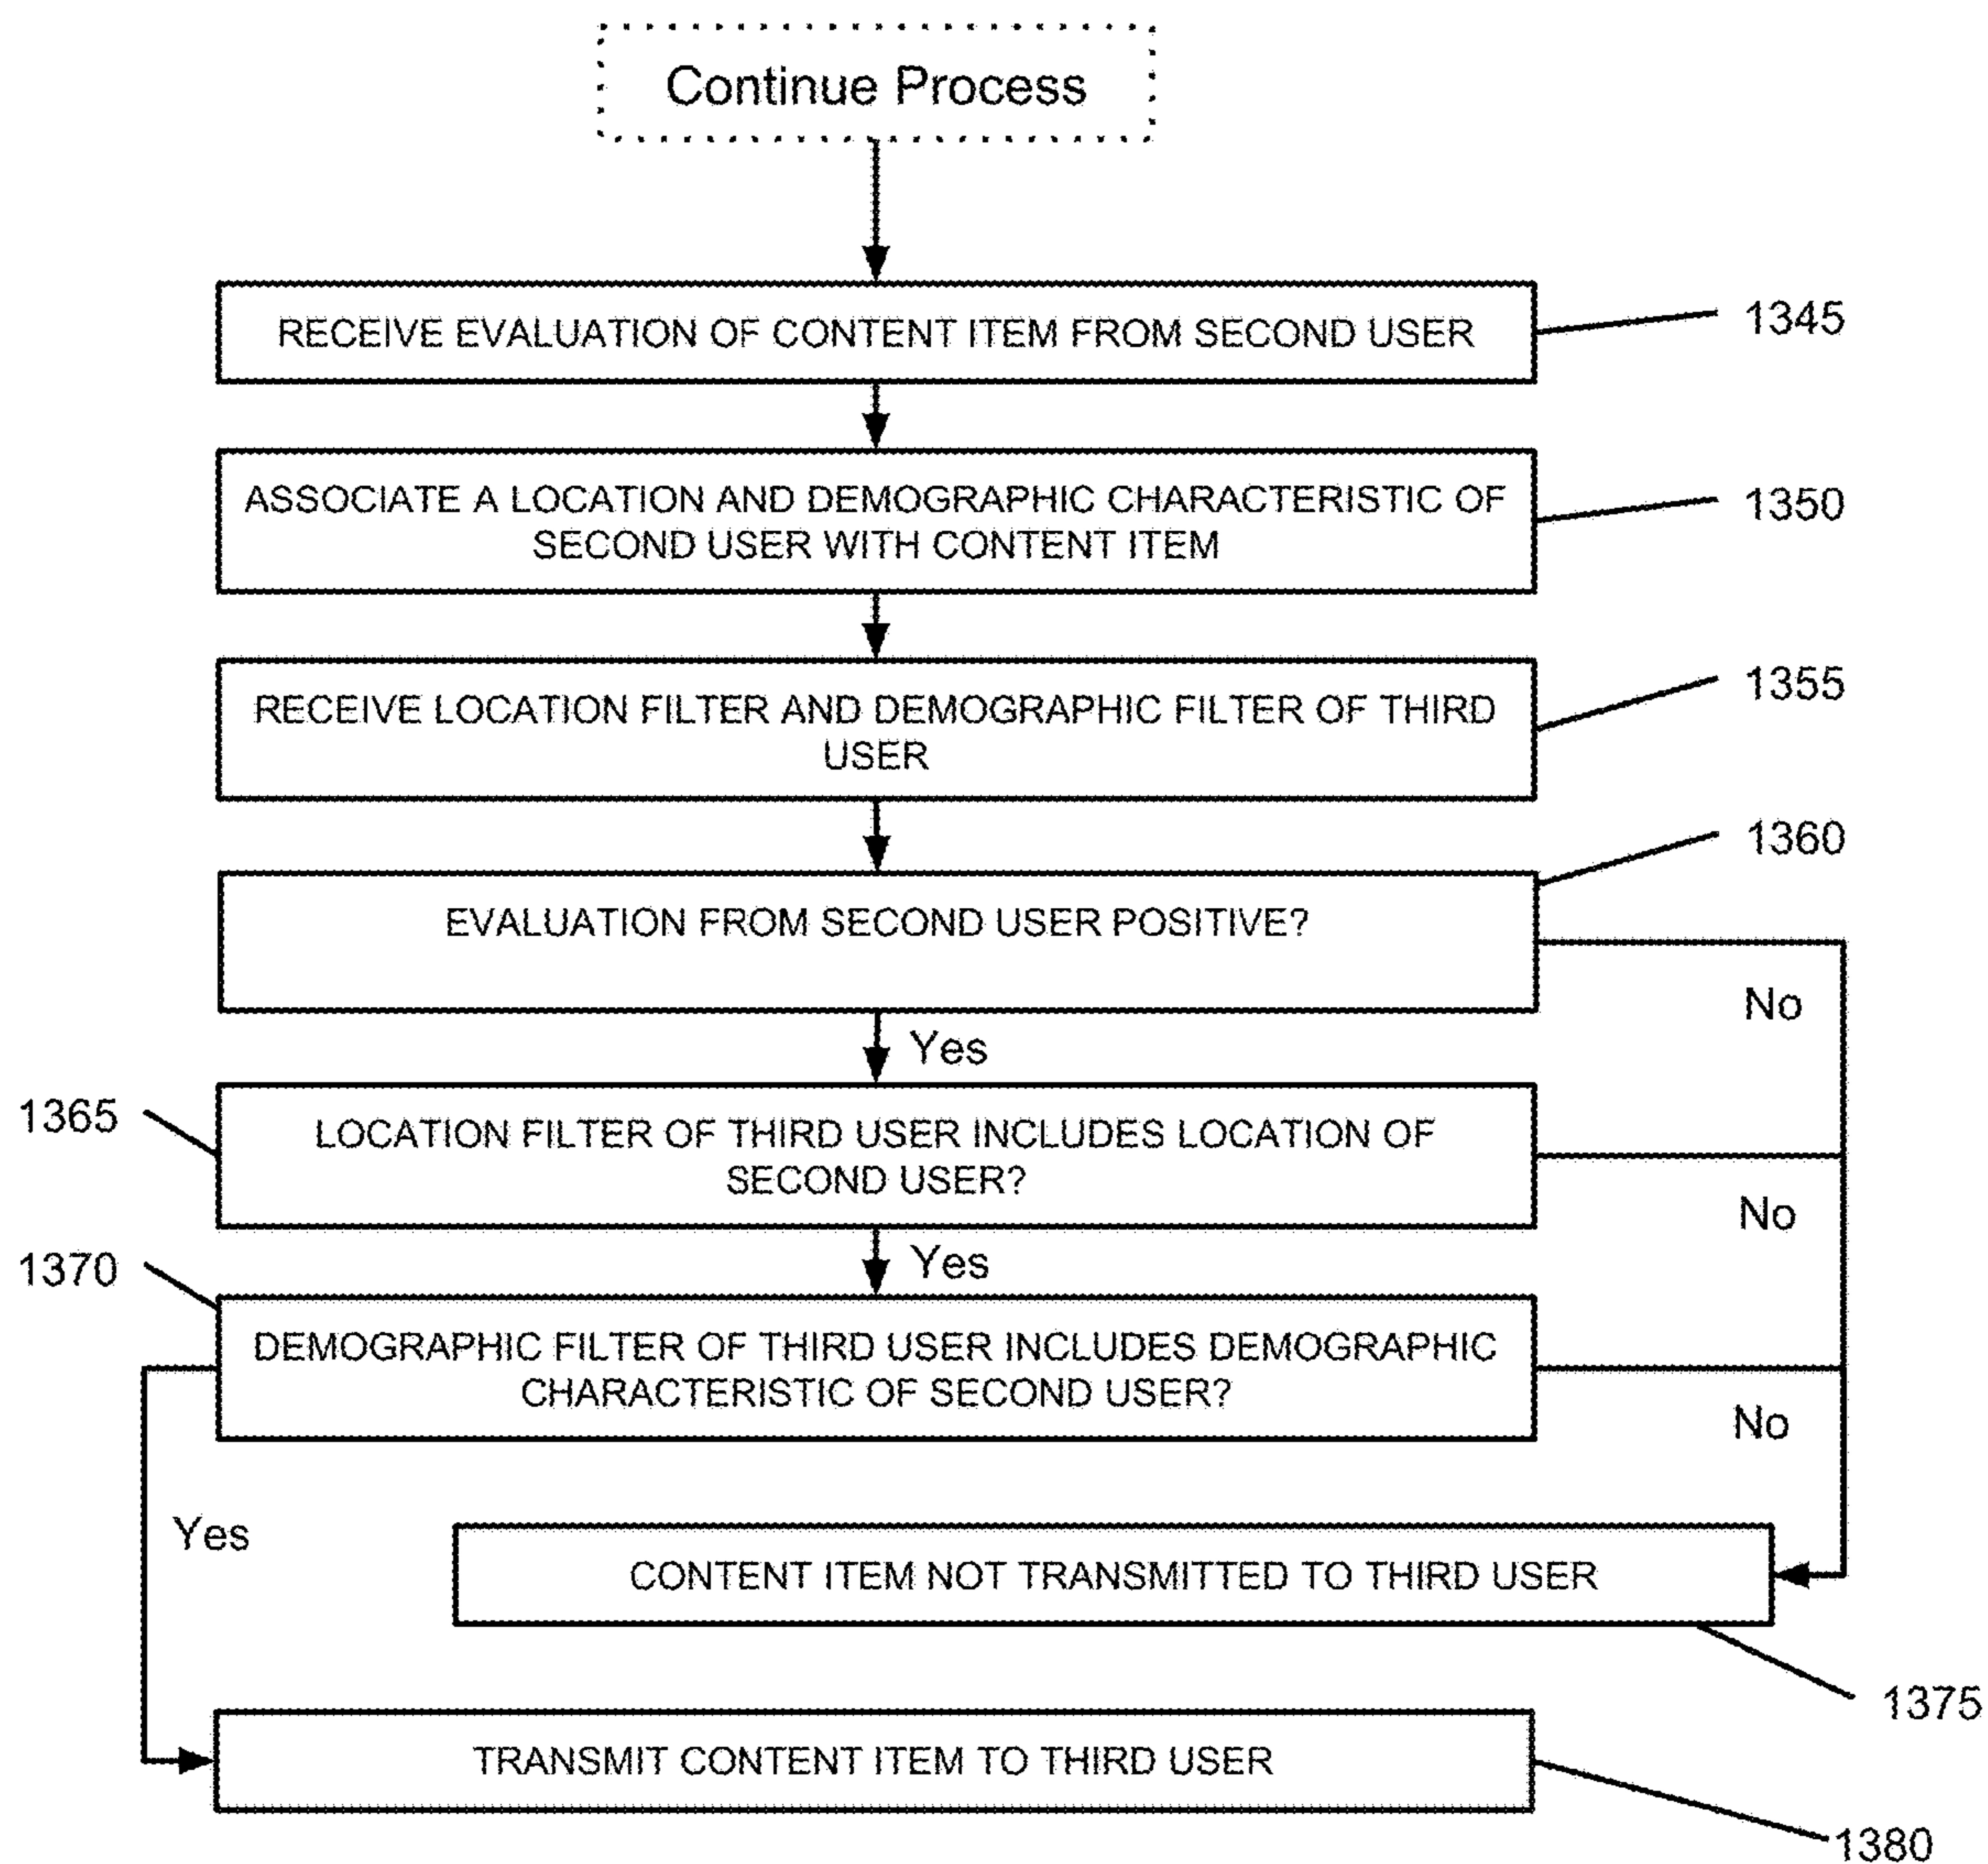 Continue Process
RECEIVE EVALUATION OF CONTENT ITEM FROM SECOND USER
1345
ASSOCIATE A LOCATION AND DEMOGRAPHIC CHARACTERISTIC OF
SECOND USER WITH CONTENT ITEM
1350
RECEIVE LOCATION FILTER AND DEMOGRAPHIC FILTER OF THIRD
USER
1355
EVALUATION FROM SECOND USER POSITIVE?
1360
No
Yes
1365
LOCATION FILTER OF THIRD USER INCLUDES LOCATION OF
SECOND USER?
No
Yes
1370
DEMOGRAPHIC FILTER OF THIRD USER INCLUDES DEMOGRAPHIC
CHARACTERISTIC OF SECOND USER?
No
Yes
CONTENT ITEM NOT TRANSMITTED TO THIRD USER
1375
TRANSMIT CONTENT ITEM TO THIRD USER
1380